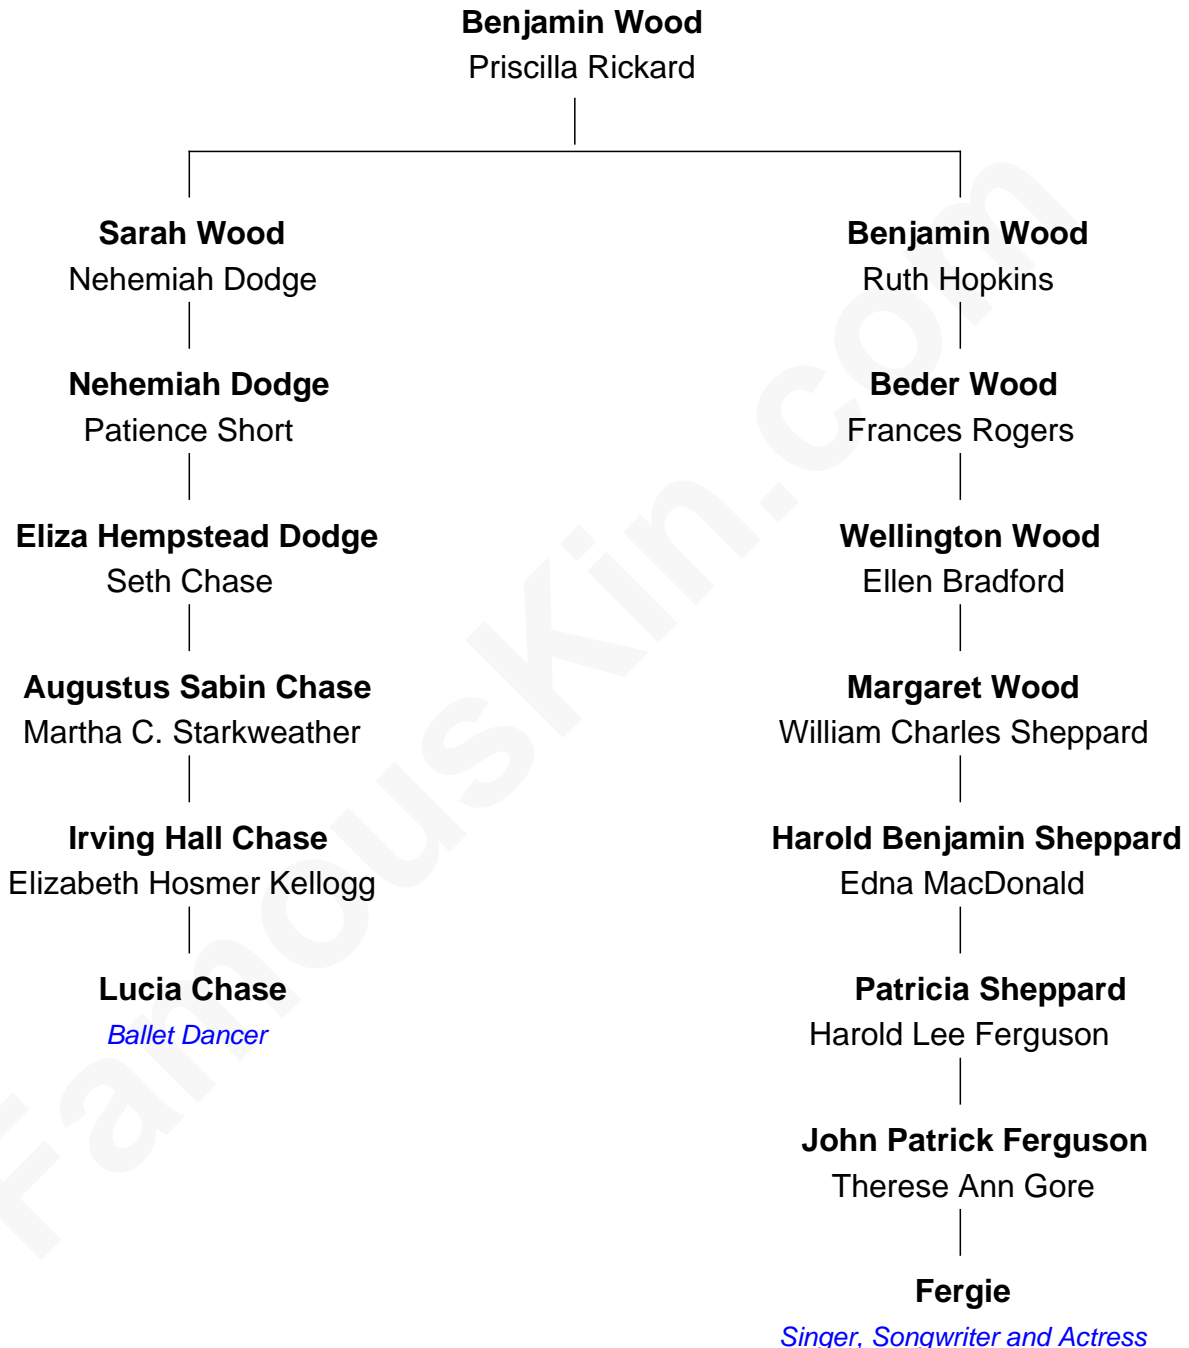 Benjamin Wood
Priscilla Rickard
Sarah Wood
Nehemiah Dodge
Nehemiah Dodge
Patience Short
Eliza Hempstead Dodge
Seth Chase
Augustus Sabin Chase
Martha C. Starkweather
Irving Hall Chase
Elizabeth Hosmer Kellogg
Lucia Chase
Ballet Dancer
Benjamin Wood
Ruth Hopkins
Beder Wood
Frances Rogers
Wellington Wood
Ellen Bradford
Margaret Wood
William Charles Sheppard
Harold Benjamin Sheppard
Edna MacDonald
Patricia Sheppard
Harold Lee Ferguson
John Patrick Ferguson
Therese Ann Gore
Fergie
Singer, Songwriter and Actress
FamousKin.com